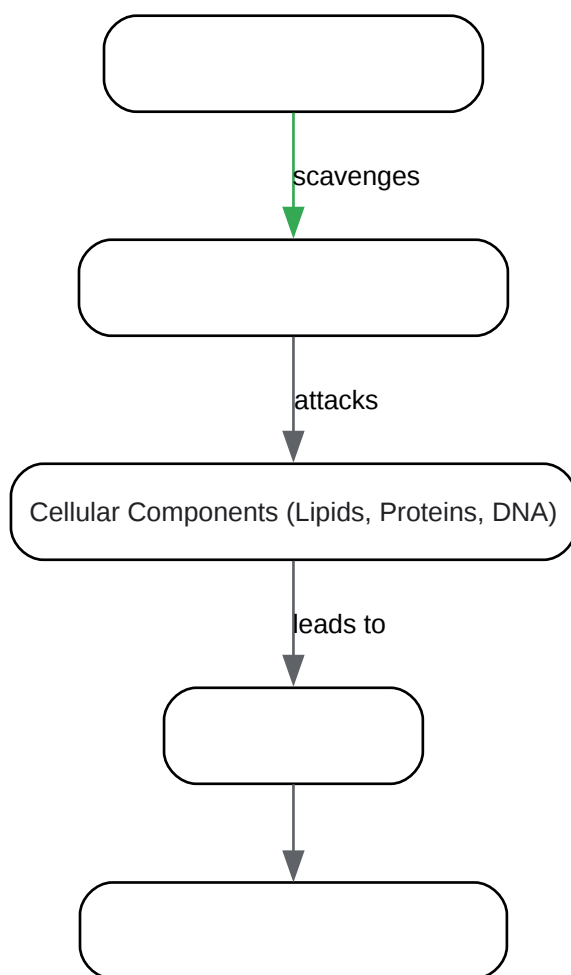 scavenges
attacks
Cellular Components (Lipids, Proteins, DNA)
leads to